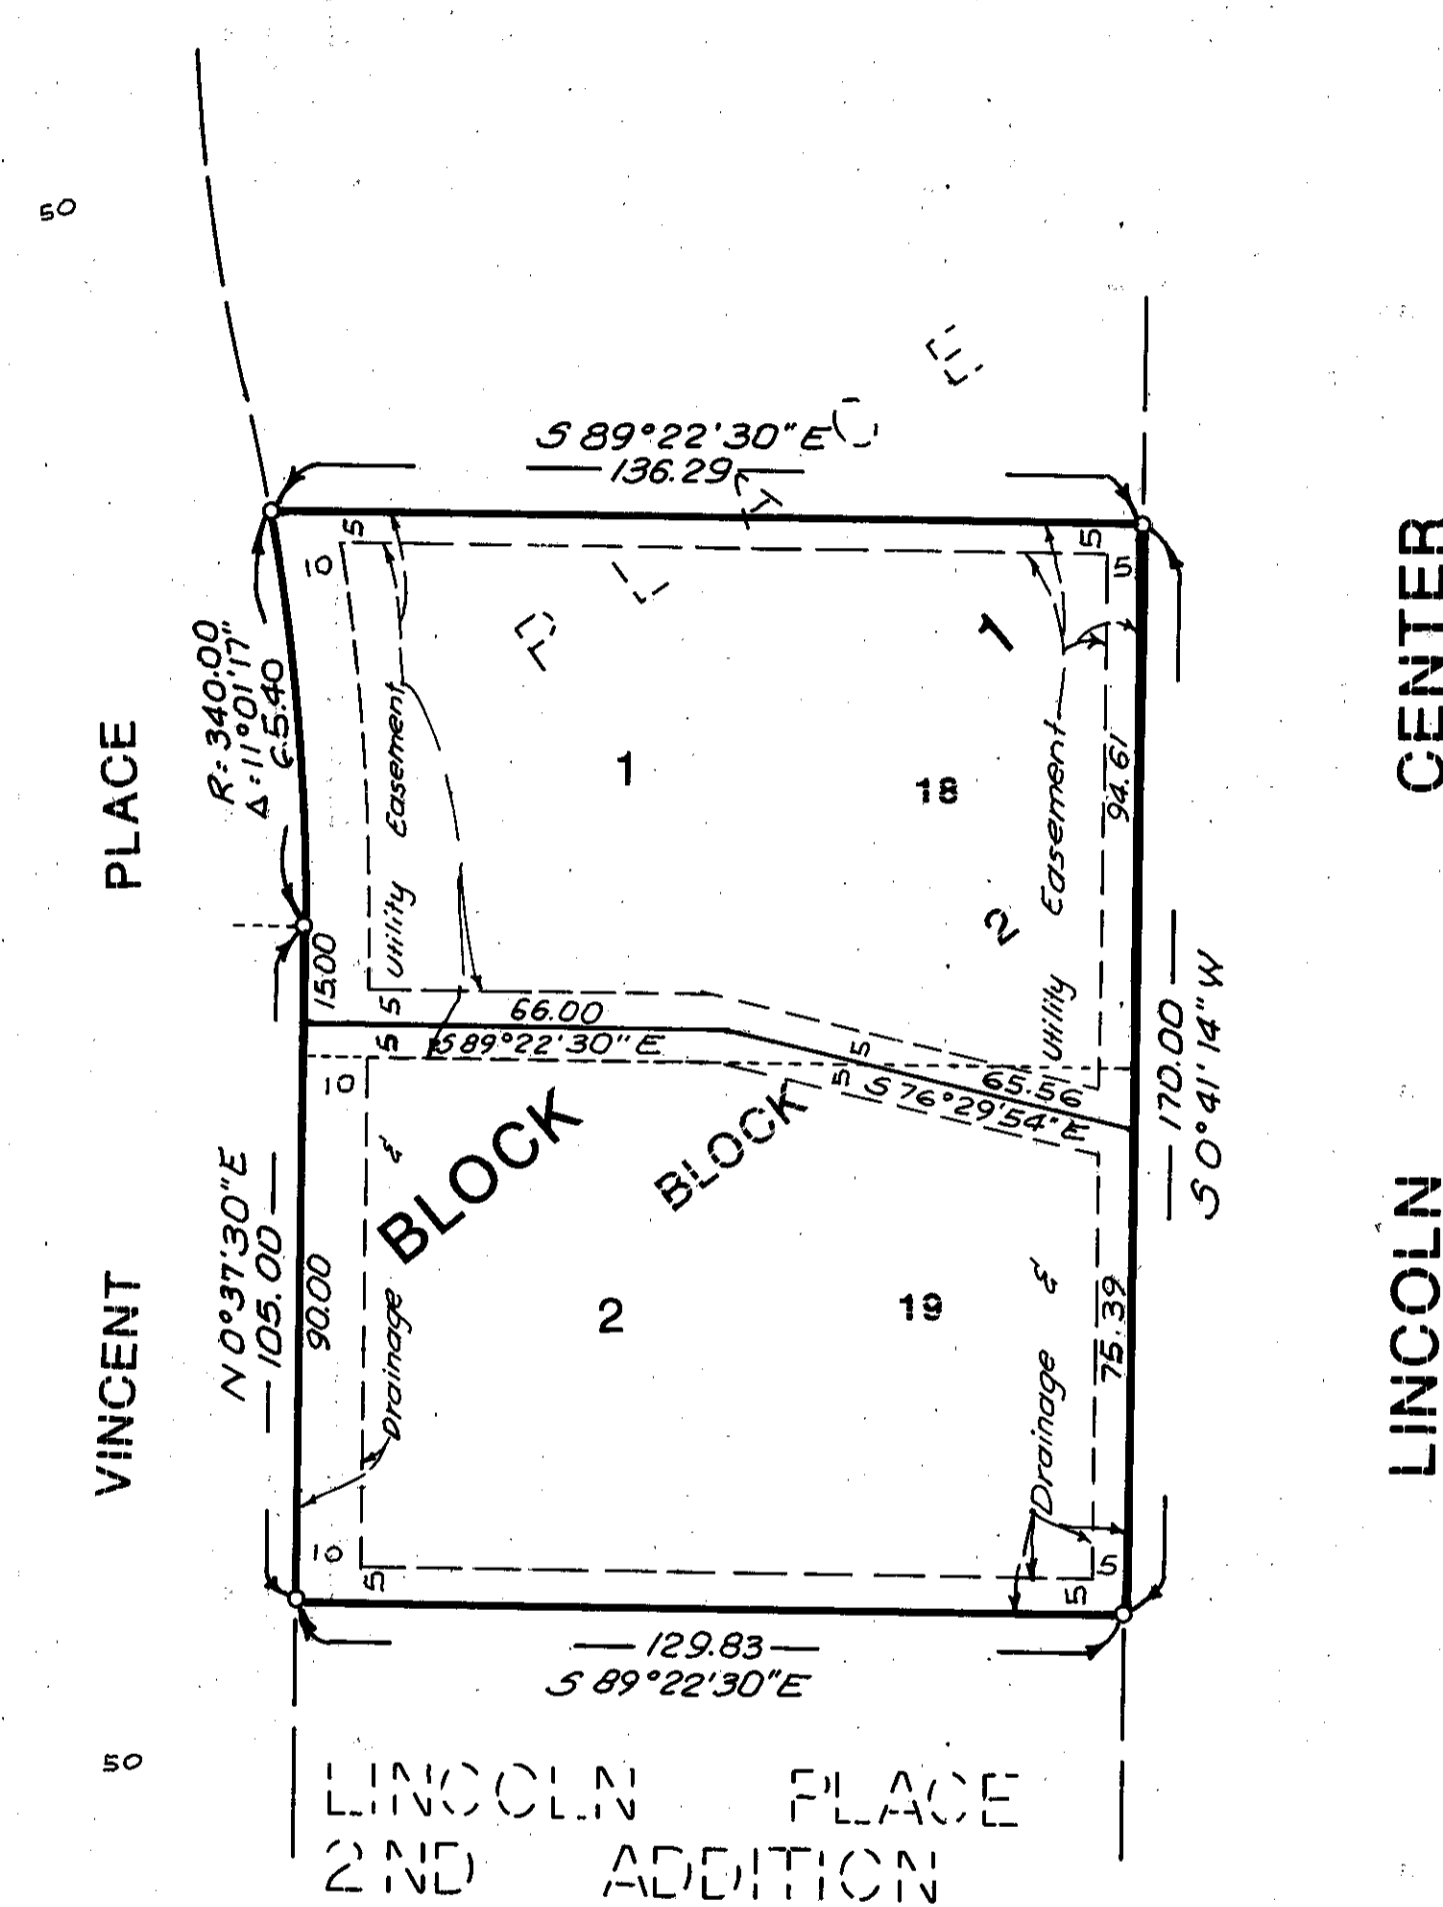 50
S 89°22'30" E
136.29
PLACE
5
5
10
5
R=340.00
Δ=11°01'17"
65.40
PLACE
VINCENT
CENTER
LINCOLN
1
1
18
2
94.61
Utility Easement
Utility Easement
15.00
5
66.00
5
S 89°22'30" E
5
5
65.56
S 76°29'54" E
10
170.00
S 0°41'14" W
BLOCK
BLOCK
N 0°37'30" E
105.00
90.00
Drainage &
Drainage &
2
19
75.39
10
5
5
5
129.83
S 89°22'30" E
50
LINCOLN PLACE
2ND ADDITION